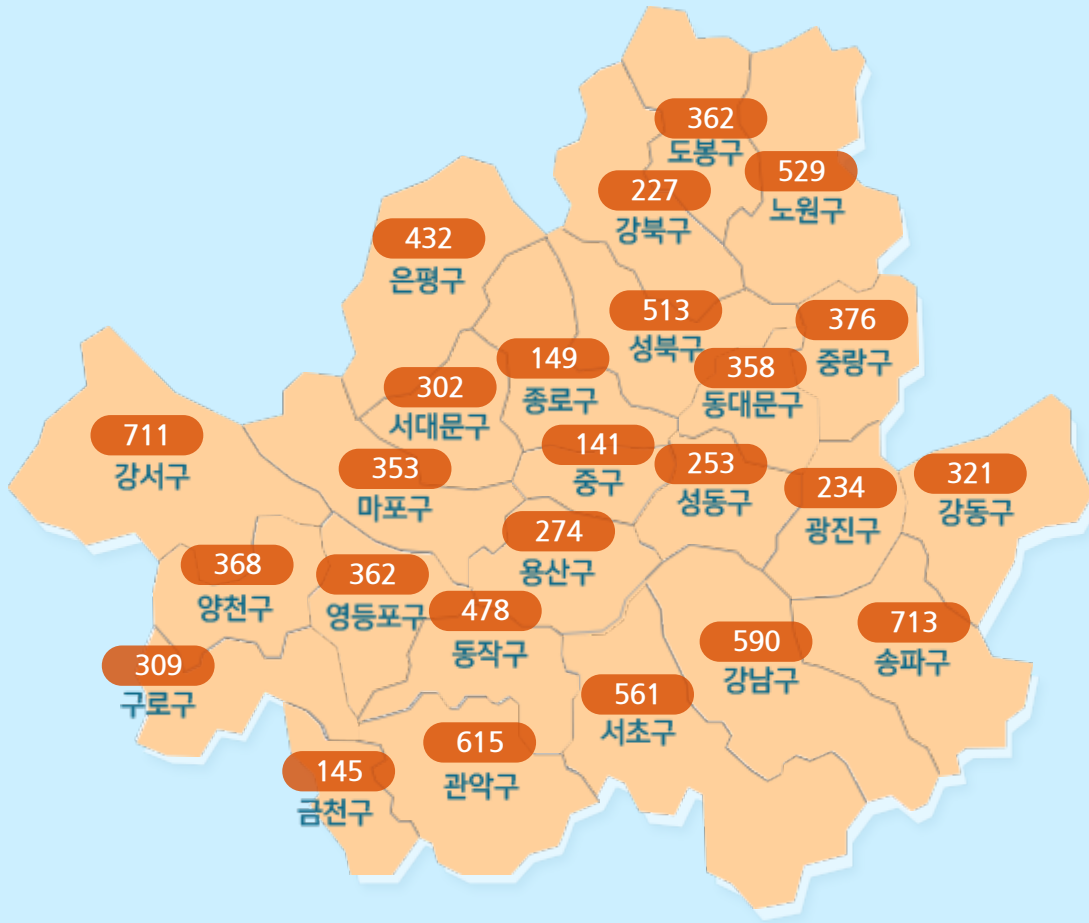 362
도봉구
529
노원구
227
강북구
432
은평구
513
성북구
376
중랑구
149
종로구
358
동대문구
302
서대문구
711
강서구
141
중구
353
마포구
253
성동구
234
광진구
321
강동구
274
용산구
368
양천구
362
영등포구
478
동작구
590
강남구
713
송파구
309
구로구
561
서초구
615
관악구
145
금천구